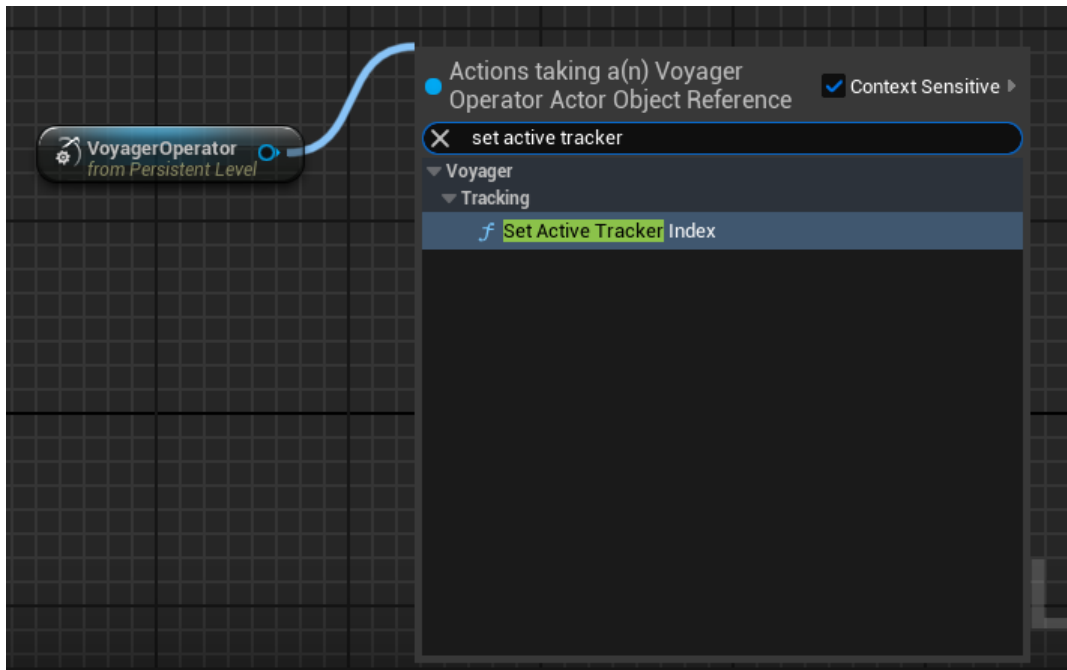 Actions taking a(n) Voyager
Operator Actor Object Reference
Context Sensitive
set active tracker
VoyagerOperator
from Persistent Level
Voyager
Tracking
Set Active Tracker Index